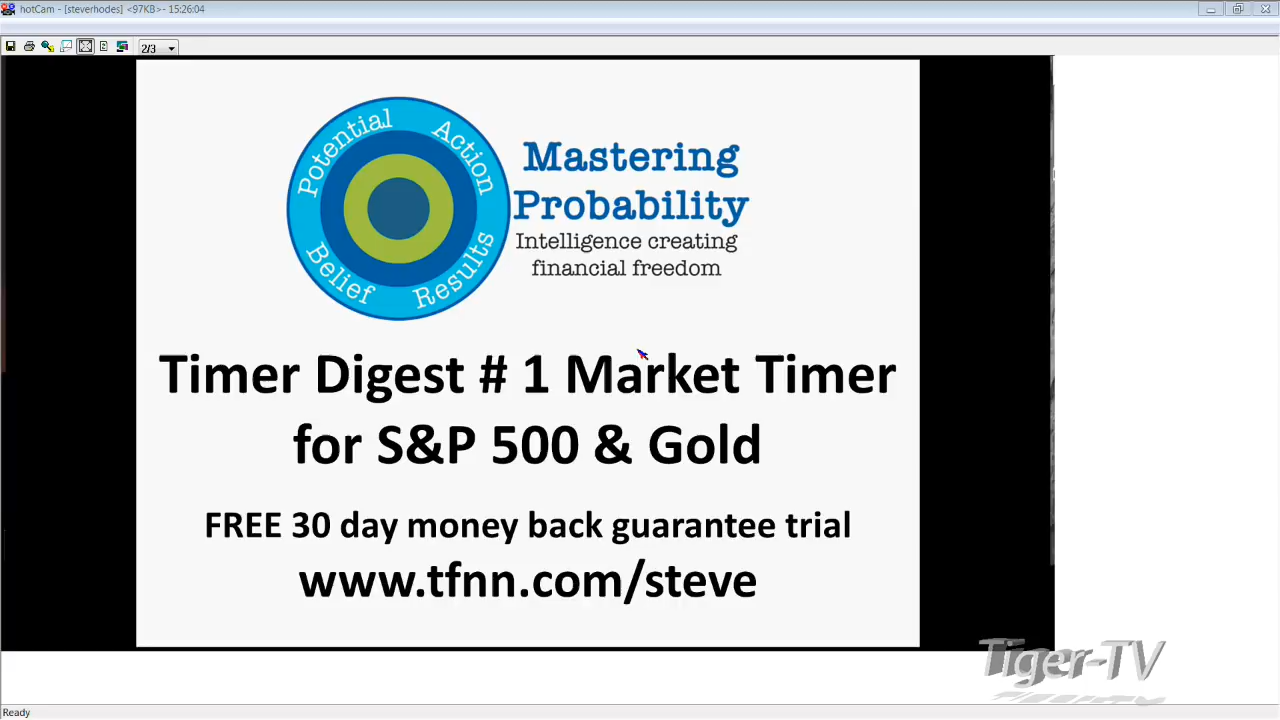 hotCam - [steverhodes] <97KB>- 15:26:04
2/3
Potential
Action
Belief
Results
Mastering
Probability
Intelligence creating
financial freedom
Timer Digest # 1 Market Timer
for S&P 500 & Gold
FREE 30 day money back guarantee trial
www.tfnn.com/steve
Tiger-TV
Ready